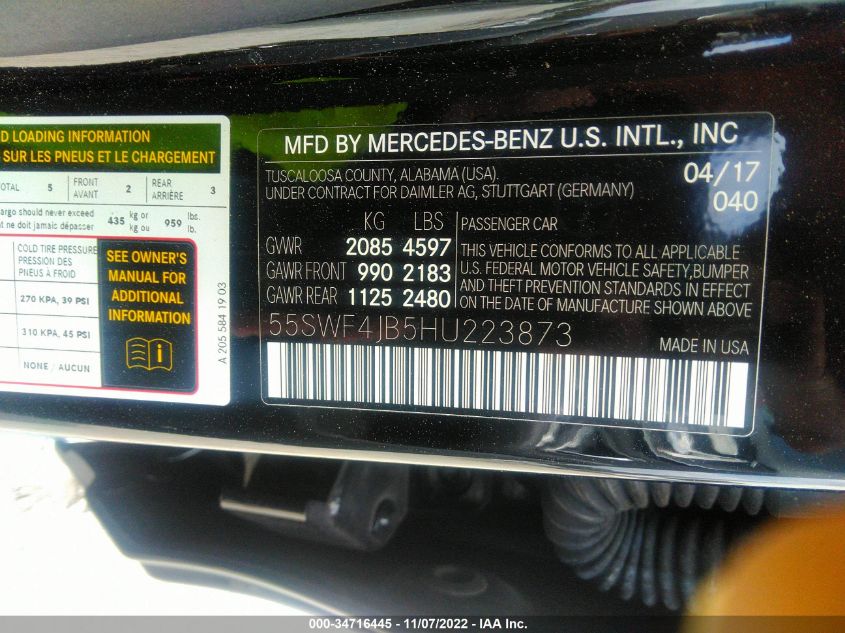 D LOADING INFORMATION
SUR LES PNEUS ET LE CHARGEMENT
TOTAL 5 FRONT AVANT 2 REAR ARRIÈRE 3
argo should never exceed
nt ne doit jamais dépasser
435 kg or kg ou 959 lbs. lb.
COLD TIRE PRESSURE
PRESSION DES
PNEUS À FROID
270 KPA, 39 PSI
310 KPA, 45 PSI
NONE / AUCUN
SEE OWNER'S
MANUAL FOR
ADDITIONAL
INFORMATION
A 205 584 19 03
MFD BY MERCEDES-BENZ U.S. INTL., INC
TUSCALOOSA COUNTY, ALABAMA (USA).
UNDER CONTRACT FOR DAIMLER AG, STUTTGART (GERMANY)
04/17
040
KG LBS
GVWR 2085 4597
GAWR FRONT 990 2183
GAWR REAR 1125 2480
PASSENGER CAR
THIS VEHICLE CONFORMS TO ALL APPLICABLE
U.S. FEDERAL MOTOR VEHICLE SAFETY,BUMPER
AND THEFT PREVENTION STANDARDS IN EFFECT
ON THE DATE OF MANUFACTURE SHOWN ABOVE
55SWF4JB5HU223873
MADE IN USA
000-34716445 - 11/07/2022 - IAA Inc.